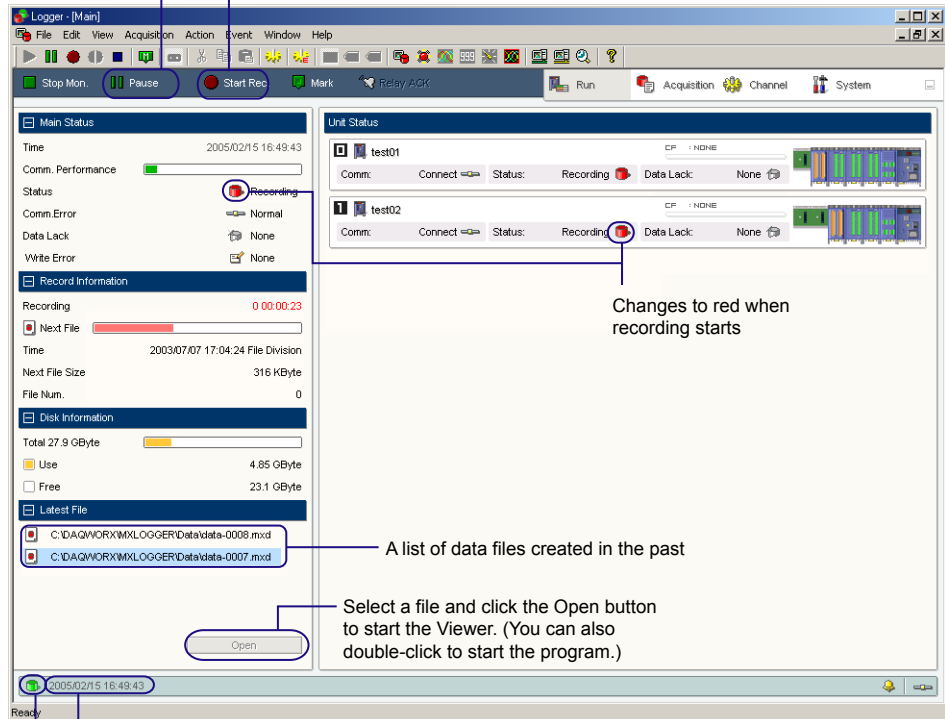 Logger - [Main]
File Edit View Acquisition Action Event Window Help
Stop Mon. Pause Start Rec Mark Relay ACK Run Acquisition Channel System
Main Status
Time 2005/02/15 16:49:43
Comm. Performance
Status Recording
Comm.Error Normal
Data Lack None
Write Error None
Record Information
Recording 0 00:00:23
Next File
Time 2003/07/07 17:04:24 File Division
Next File Size 316 KByte
File Num. 0
Disk Information
Total 27.9 GByte
Use 4.85 GByte
Free 23.1 GByte
Latest File
C:\DAQWORX\MXLOGGER\Data\data-0008.mxd
C:\DAQWORX\MXLOGGER\Data\data-0007.mxd
Open
Unit Status
0 test01 CF : NONE
Comm: Connect Status: Recording Data Lack: None
1 test02 CF : NONE
Comm: Connect Status: Recording Data Lack: None
Changes to red when
recording starts
A list of data files created in the past
Select a file and click the Open button
to start the Viewer. (You can also
double-click to start the program.)
2005/02/15 16:49:43
Ready